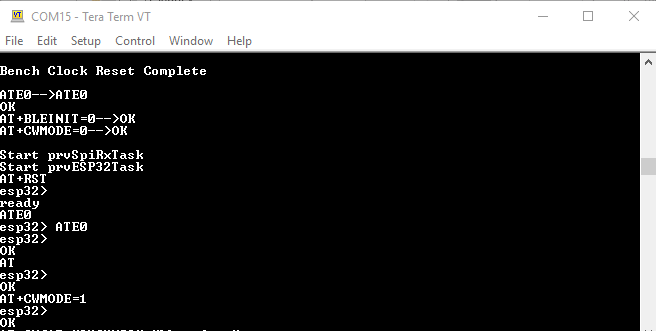 COM15 - Tera Term VT
File Edit Setup Control Window Help
Bench Clock Reset Complete
ATE0-->ATE0
OK
AT+BLEINIT=0-->OK
AT+CWMODE=0-->OK
Start prvSpiRxTask
Start prvESP32Task
AT+RST
esp32>
ready
ATE0
esp32> ATE0
esp32>
OK
AT
esp32>
OK
AT+CWMODE=1
esp32>
OK